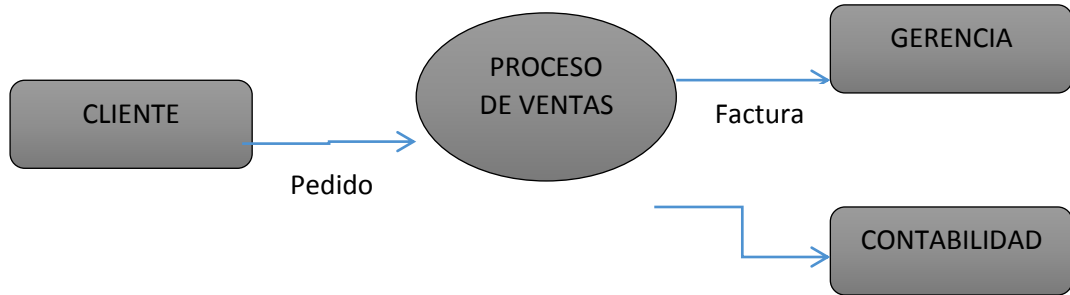 CLIENTE
Pedido
PROCESO
DE VENTAS
Factura
GERENCIA
CONTABILIDAD